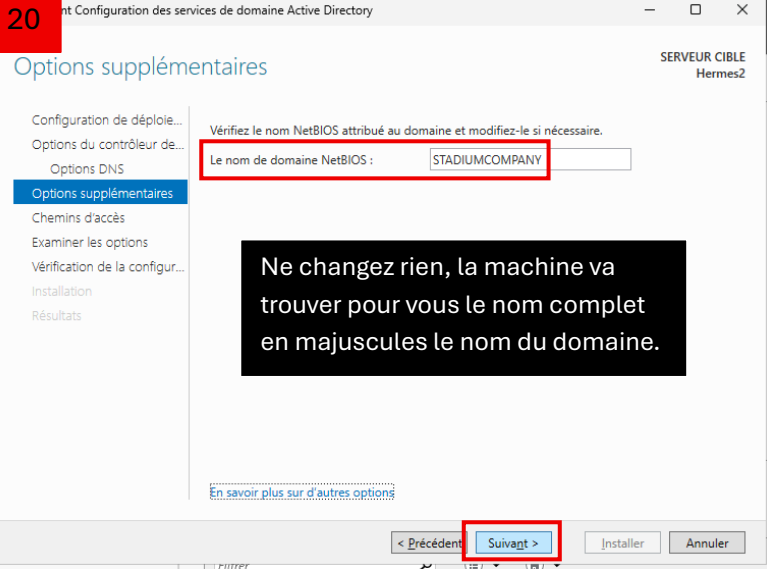 20
nt Configuration des services de domaine Active Directory
Options supplémentaires
SERVEUR CIBLE
Hermes2
Configuration de déploie...
Options du contrôleur de...
Options DNS
Options supplémentaires
Chemins d'accès
Examiner les options
Vérification de la configur...
Installation
Résultats
Vérifiez le nom NetBIOS attribué au domaine et modifiez-le si nécessaire.
Le nom de domaine NetBIOS : STADIUMCOMPANY
Ne changez rien, la machine va
trouver pour vous le nom complet
en majuscules le nom du domaine.
En savoir plus sur d'autres options
< Précédent Suivant > Installer Annuler
Filtrer